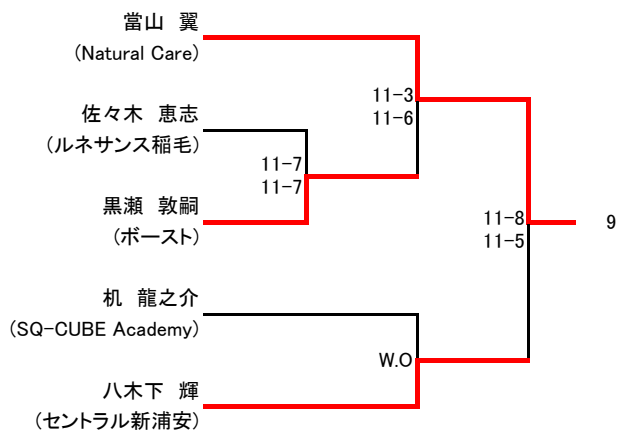 當山　翼
(Natural Care)
佐々木　恵志
(ルネサンス稲毛)
黒瀬　敦嗣
(ボースト)
机　龍之介
(SQ-CUBE Academy)
八木下　輝
(セントラル新浦安)
11-7
11-7
11-3
11-6
W.O
11-8
11-5
9